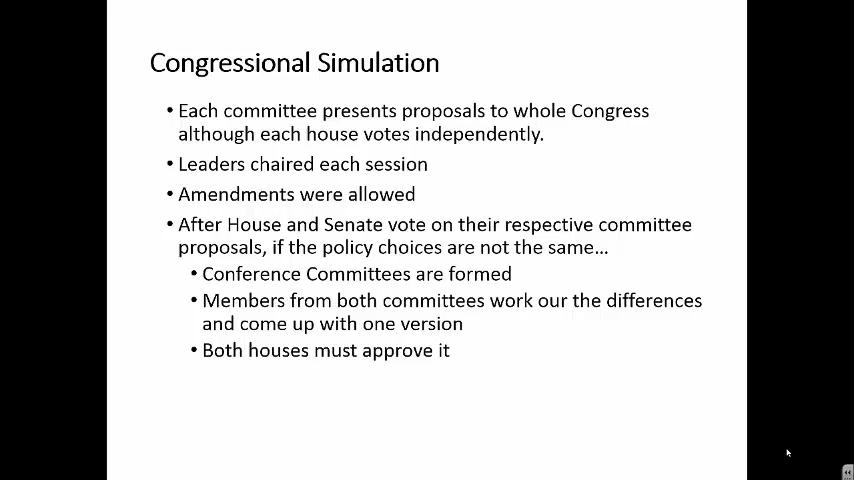 Congressional Simulation
• Each committee presents proposals to whole Congress
although each house votes independently.
• Leaders chaired each session
• Amendments were allowed
• After House and Senate vote on their respective committee
proposals, if the policy choices are not the same…
• Conference Committees are formed
• Members from both committees work our the differences
and come up with one version
• Both houses must approve it